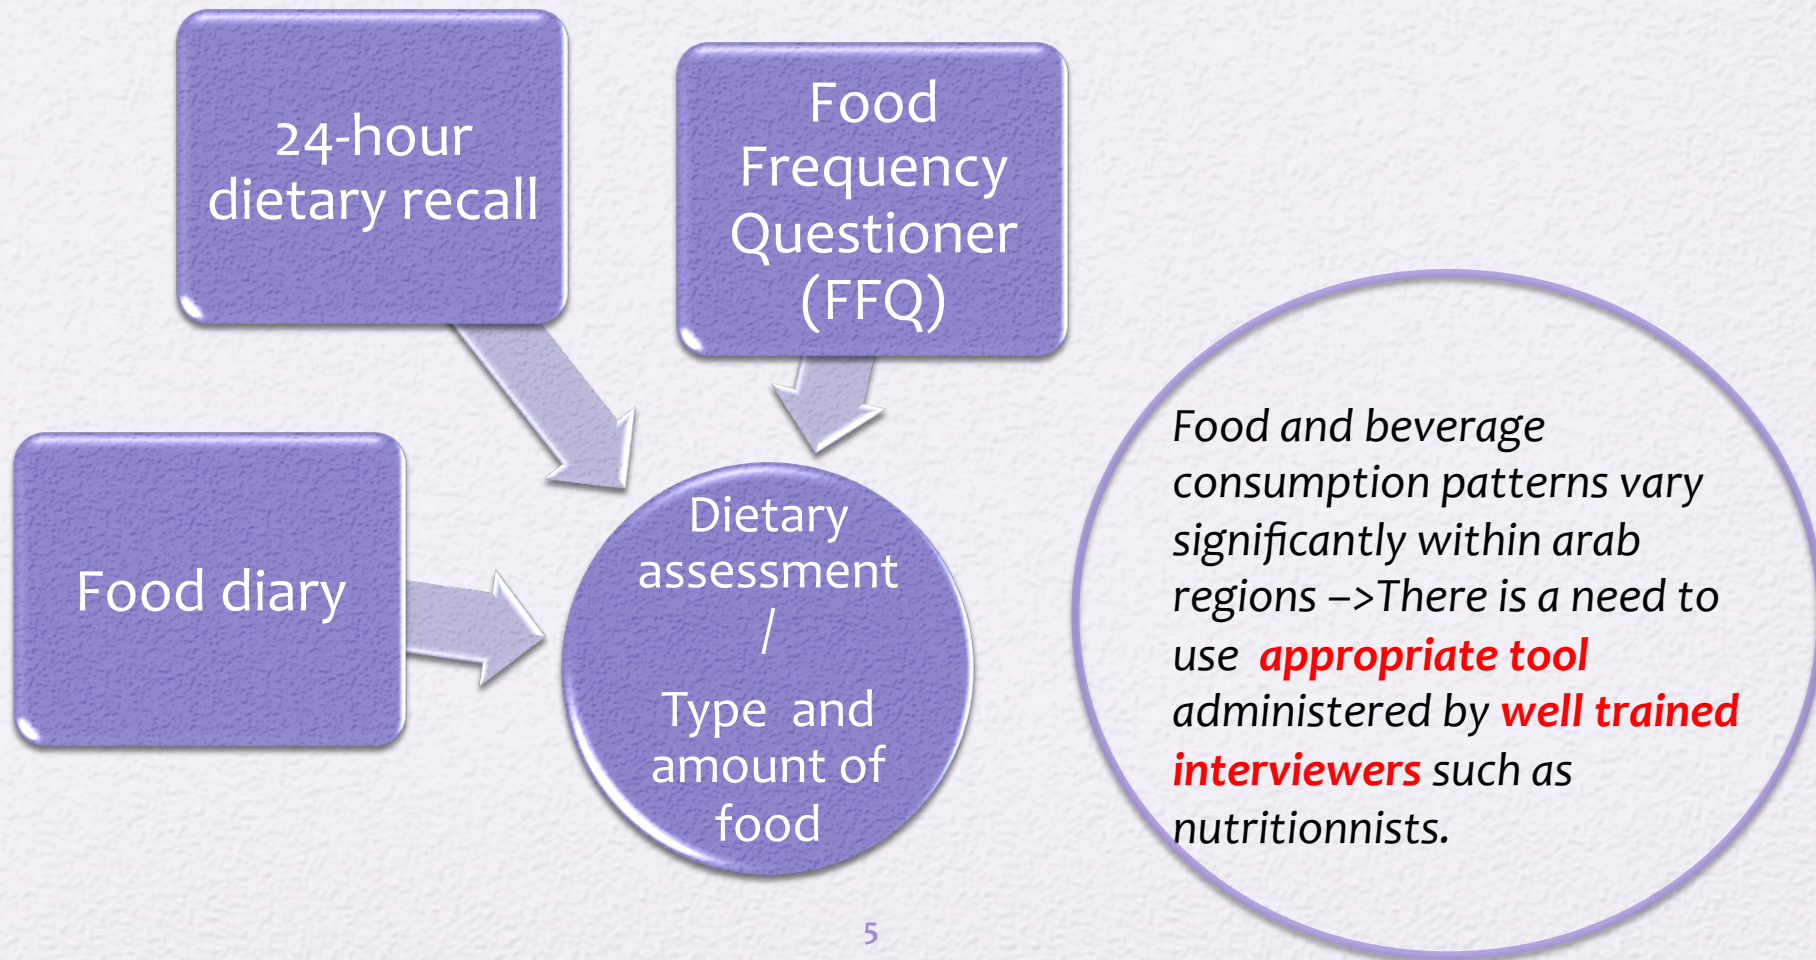 24-hour
dietary recall
Food
Frequency
Questioner
(FFQ)
Food diary
Dietary
assessment
/
Type and
amount of
food
Food and beverage
consumption patterns vary
significantly within arab
regions –>There is a need to
use appropriate tool
administered by well trained
interviewers such as
nutritionnists.
5